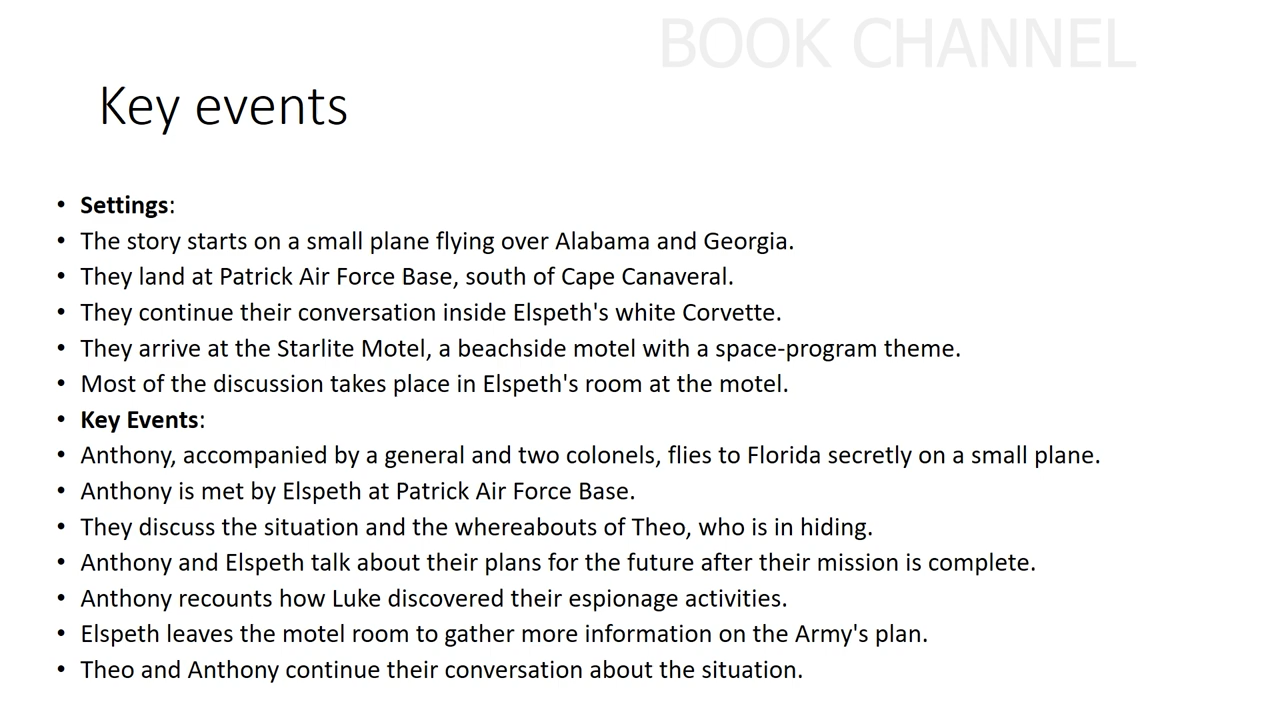 BOOK CHANNEL
Key events
• Settings:
• The story starts on a small plane flying over Alabama and Georgia.
• They land at Patrick Air Force Base, south of Cape Canaveral.
• They continue their conversation inside Elspeth's white Corvette.
• They arrive at the Starlite Motel, a beachside motel with a space-program theme.
• Most of the discussion takes place in Elspeth's room at the motel.
• Key Events:
• Anthony, accompanied by a general and two colonels, flies to Florida secretly on a small plane.
• Anthony is met by Elspeth at Patrick Air Force Base.
• They discuss the situation and the whereabouts of Theo, who is in hiding.
• Anthony and Elspeth talk about their plans for the future after their mission is complete.
• Anthony recounts how Luke discovered their espionage activities.
• Elspeth leaves the motel room to gather more information on the Army's plan.
• Theo and Anthony continue their conversation about the situation.